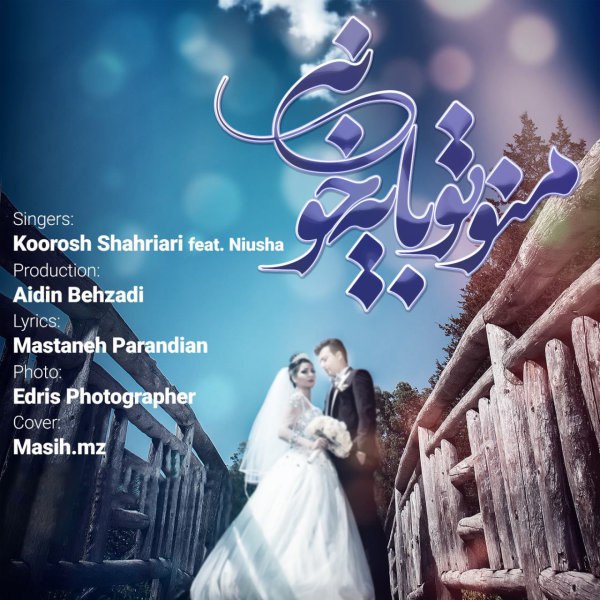 منو تو با یه خونه
Singers:
Koorosh Shahriari feat. Niusha
Production:
Aidin Behzadi
Lyrics:
Mastaneh Parandian
Photo:
Edris Photographer
Cover:
Masih.mz